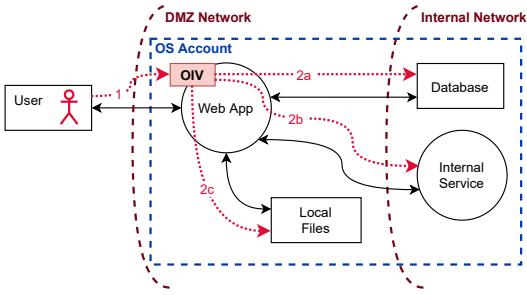 DMZ Network
Internal Network
OS Account
OIV
2a
User
1
Web App
Database
2b
Internal
Service
2c
Local
Files